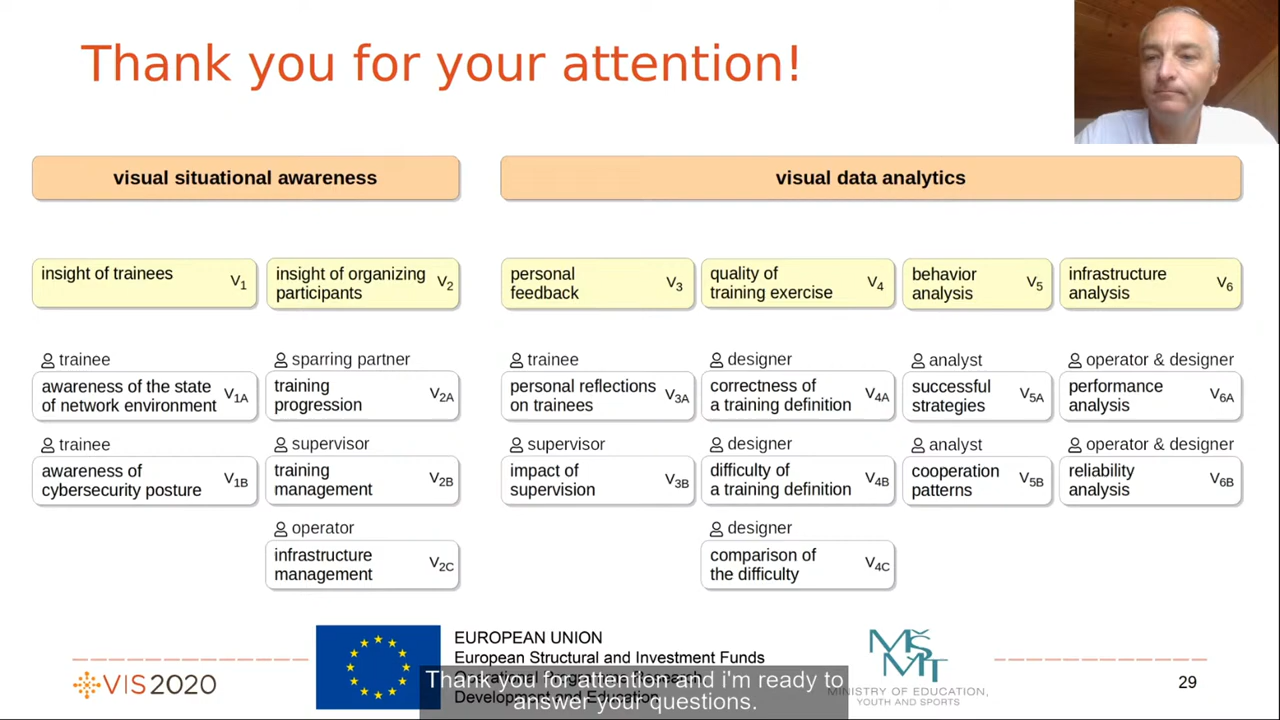 Thank you for your attention!
visual situational awareness
visual data analytics
insight of trainees V1
insight of organizing
participants V2
personal
feedback V3
quality of
training exercise V4
behavior
analysis V5
infrastructure
analysis V6
trainee
awareness of the state
of network environment V1A
trainee
awareness of
cybersecurity posture V1B
sparring partner
training
progression V2A
supervisor
training
management V2B
operator
infrastructure
management V2C
trainee
personal reflections
on trainees V3A
supervisor
impact of
supervision V3B
designer
correctness of
a training definition V4A
designer
difficulty of
a training definition V4B
designer
comparison of
the difficulty V4C
analyst
successful
strategies V5A
analyst
cooperation
patterns V5B
operator & designer
performance
analysis V6A
operator & designer
reliability
analysis V6B
VIS2020
EUROPEAN UNION
European Structural and Investment Funds
Development and Education
Thank you for attention and i'm ready to
answer your questions.
MŠMT
MINISTRY OF EDUCATION,
YOUTH AND SPORTS
29